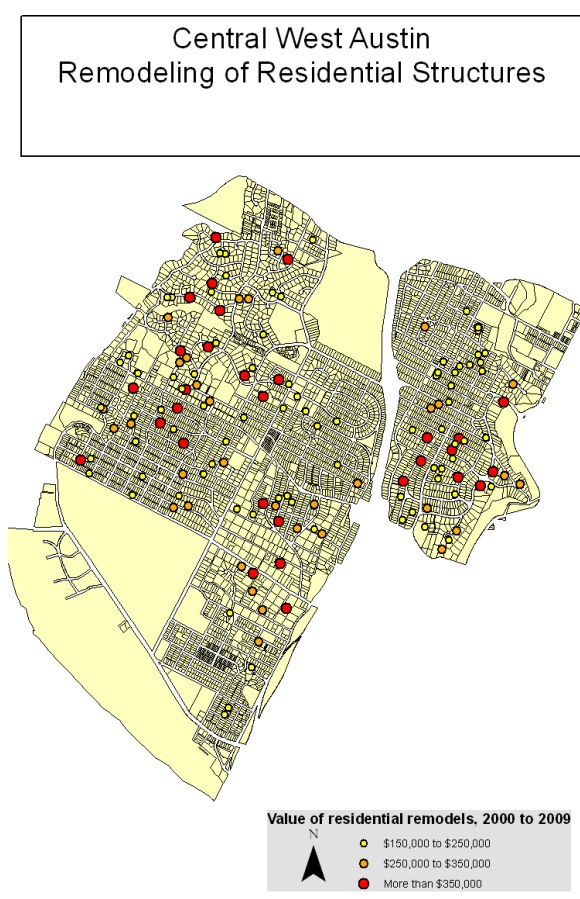 Central West Austin
Remodeling of Residential Structures
Value of residential remodels, 2000 to 2009
N
$150,000 to $250,000
$250,000 to $350,000
More than $350,000